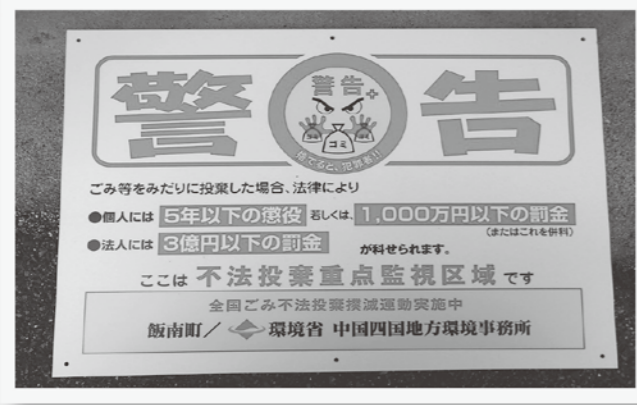 警 告
警告
ゴミ ゴミ ゴミ
捨てると、犯罪者!!
ごみ等をみだりに投棄した場合、法律により
●個人には 5年以下の懲役 若しくは、1,000万円以下の罰金
(またはこれを併科)
●法人には 3億円以下の罰金 が科せられます。
ここは 不法投棄重点監視区域 です
全国ごみ不法投棄撲滅運動実施中
飯南町/環境省 中国四国地方環境事務所